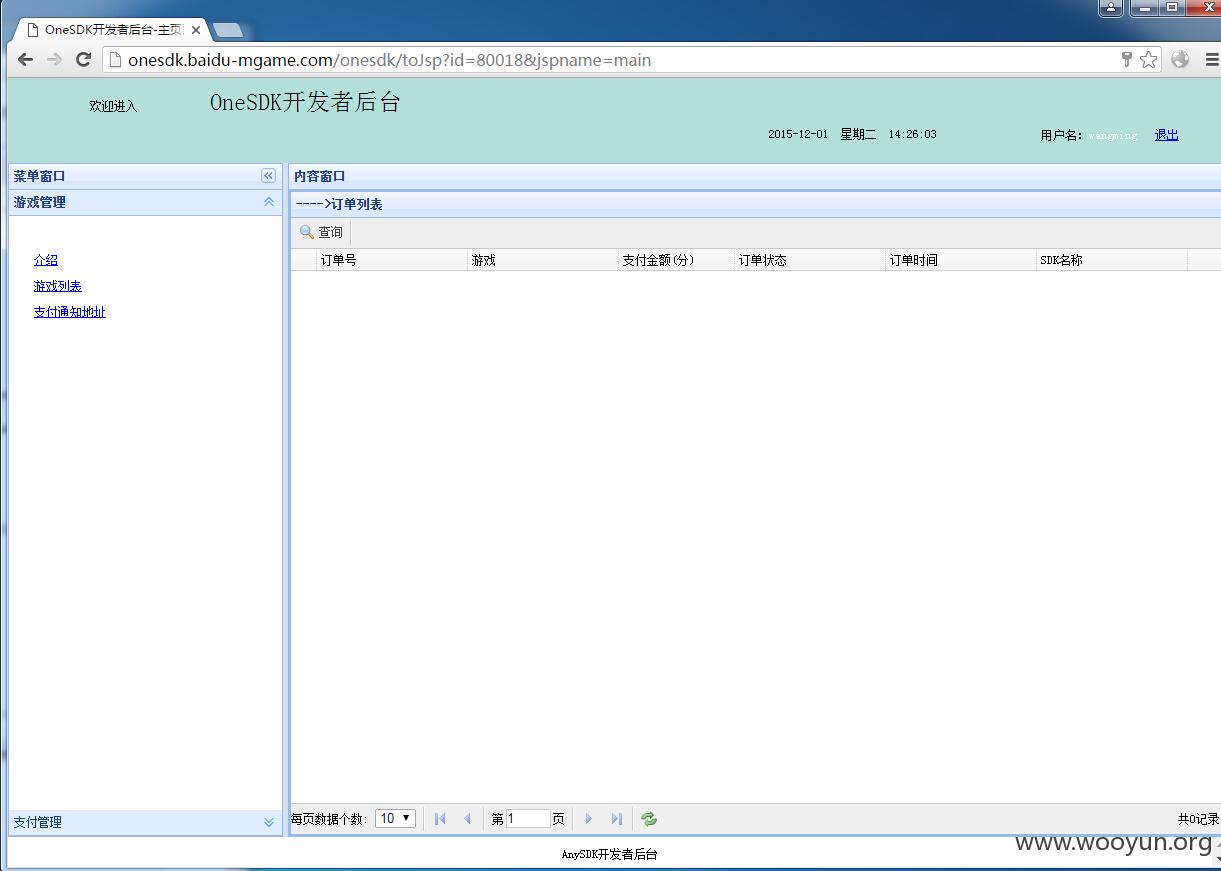 OneSDK开发者后台-主页
onesdk.baidu-mgame.com/onesdk/toJsp?id=80018&jspname=main
欢迎进入 OneSDK开发者后台
2015-12-01 星期二 14:26:03 用户名：wangming 退出
菜单窗口
内容窗口
游戏管理
---->订单列表
查询
订单号 游戏 支付金额(分) 订单状态 订单时间 SDK名称
介绍
游戏列表
支付通知地址
支付管理
每页数据个数: 10 第 1 页 共0记录
www.wooyun.org
AnySDK开发者后台